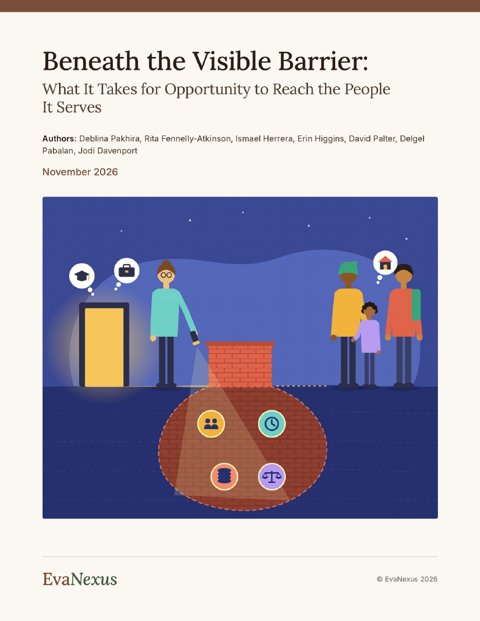 Beneath the Visible Barrier:
What It Takes for Opportunity to Reach the People
It Serves
Authors: Deblina Pakhira, Rita Fennelly-Atkinson, Ismael Herrera, Erin Higgins, David Palter, Delgel
Pabalan, Jodi Davenport
November 2026
EvaNexus
© EvaNexus 2026